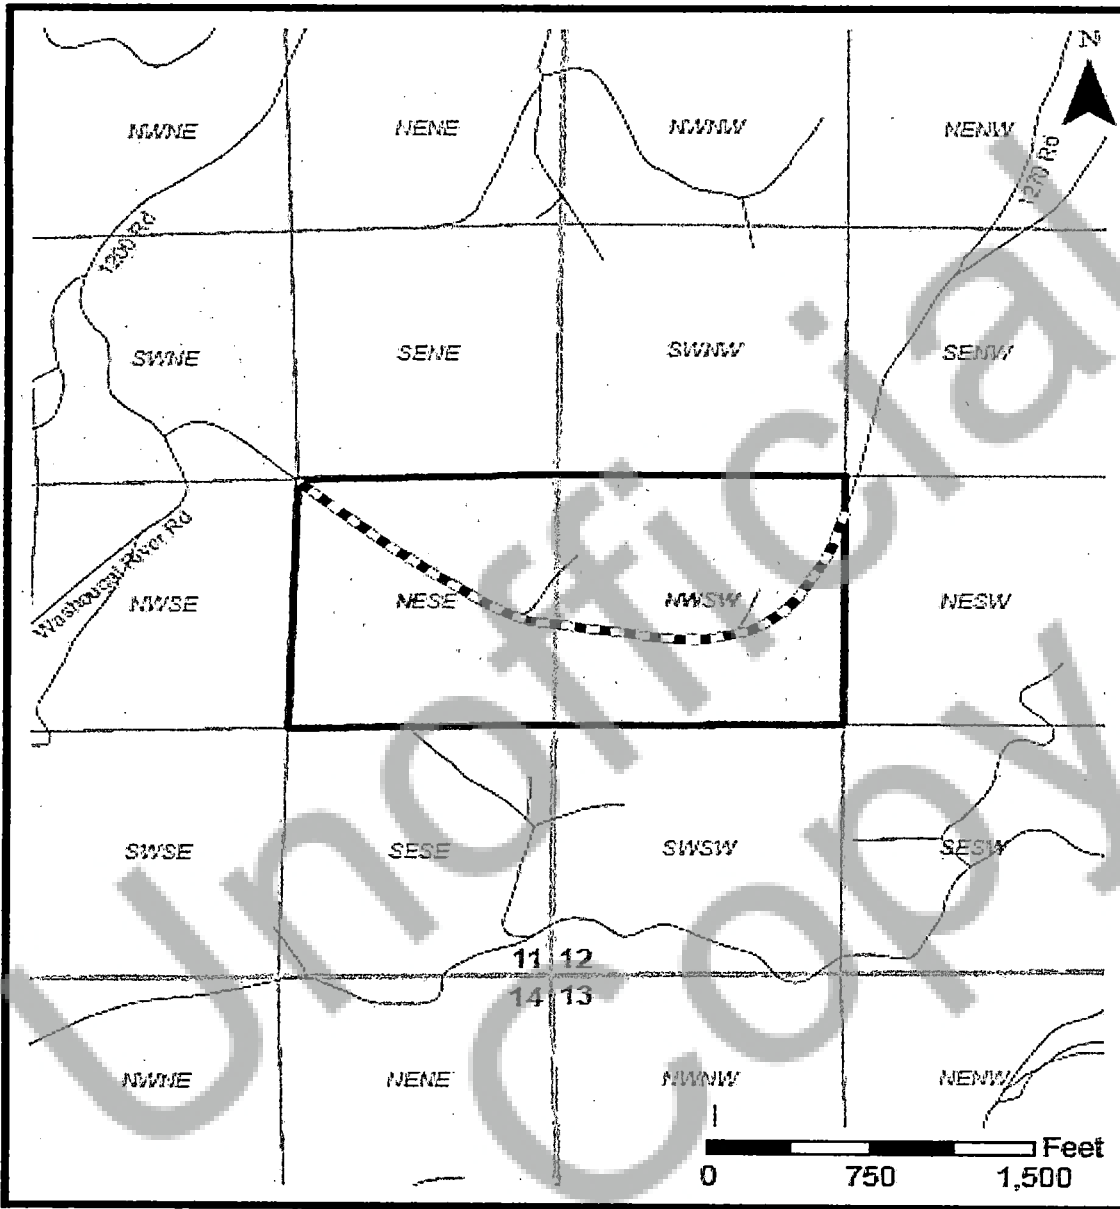 N
NWNE NENE NWNW NENW
1270 Rd
1200 Rd
SWNE SENE SWNW SENW
Washougal River Rd
NWSE NESE NWSW NESW
SWSE SESE SWSW SESW
11 12
14 13
NWNE NENE NWNW NENW
Feet
0 750 1,500
Unofficial
Copy